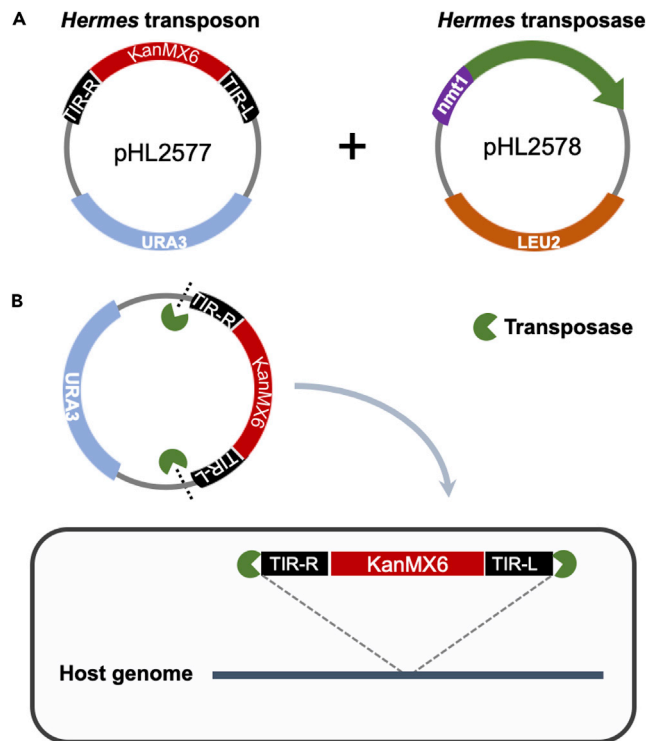 A
Hermes transposon
Hermes transposase
KanMX6
TIR-R
TIR-L
pHL2577
URA3
+
nmt1
pHL2578
LEU2
B
TIR-R
KanMX6
TIR-L
URA3
Transposase
TIR-R KanMX6 TIR-L
Host genome